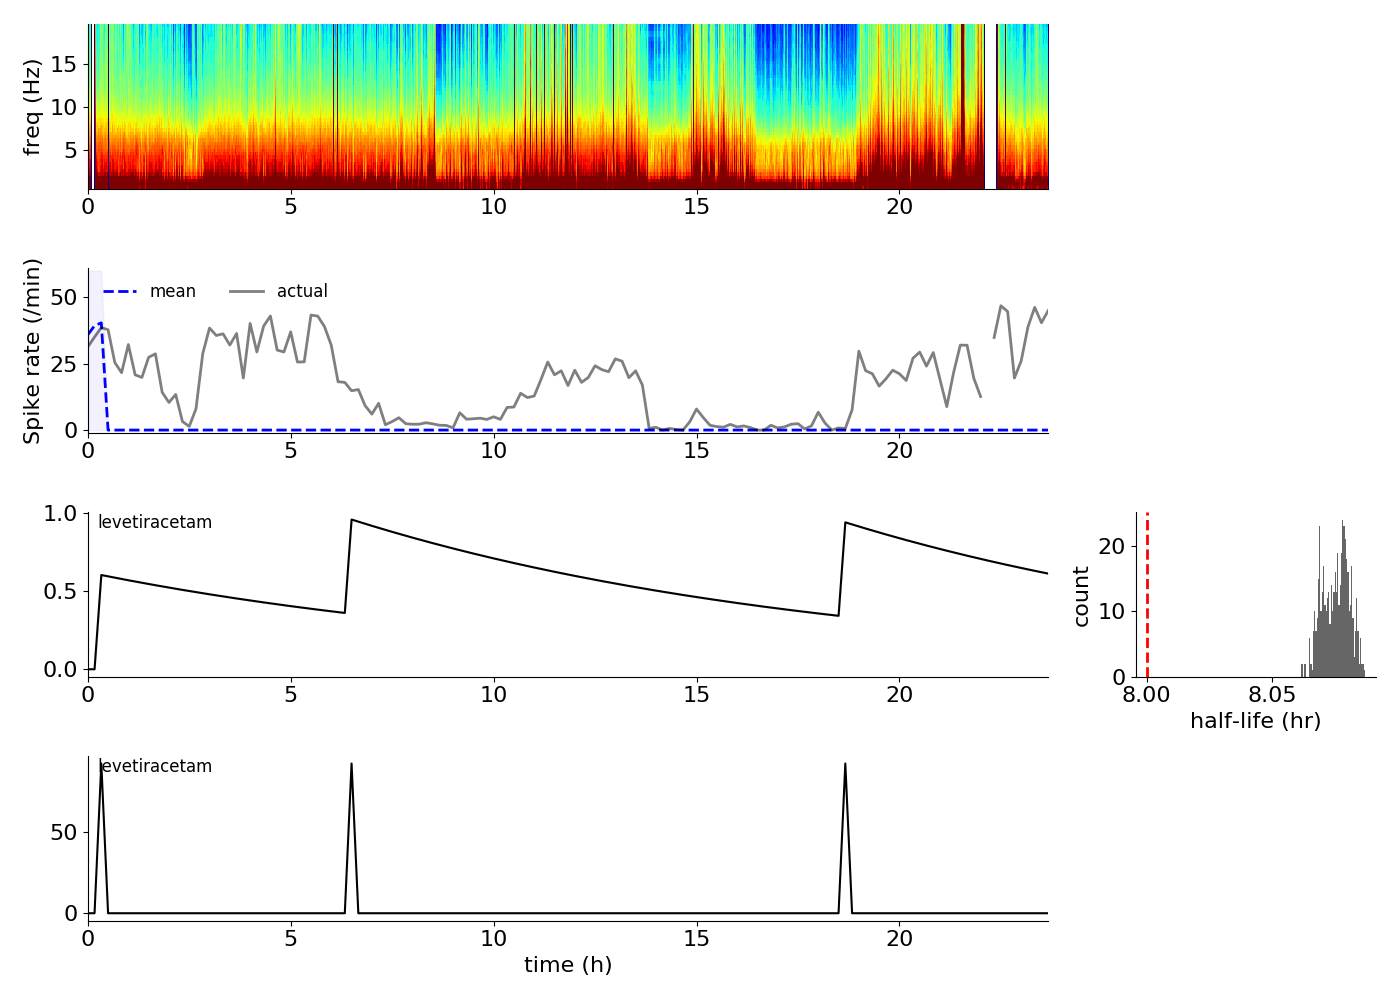 freq (Hz)
15
10
5
0 5 10 15 20
Spike rate (/min)
50
25
0
mean actual
0 5 10 15 20
1.0
0.5
0.0
levetiracetam
0 5 10 15 20
count
20
10
0
8.00 8.05
half-life (hr)
levetiracetam
50
0
0 5 10 15 20
time (h)